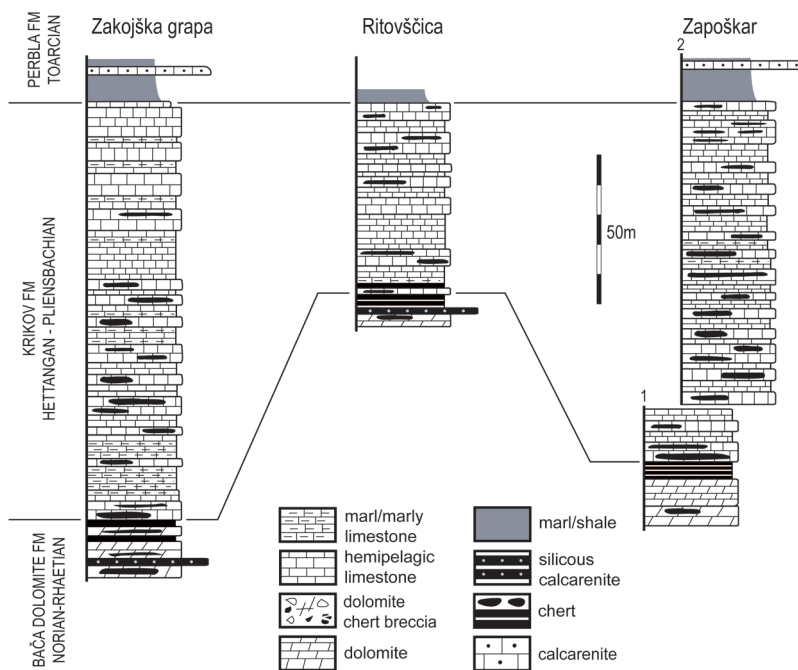 Zakojška grapa
Ritovščica
Zapoškar
PERBLA FM
TOARCIAN
KRIKOV FM
HETTANGAN - PLIENSBACHIAN
BAČA DOLOMITE FM
NORIAN-RHAETIAN
2
50m
1
marl/marly
limestone
hemipelagic
limestone
dolomite
chert breccia
dolomite
marl/shale
silicous
calcarenite
chert
calcarenite